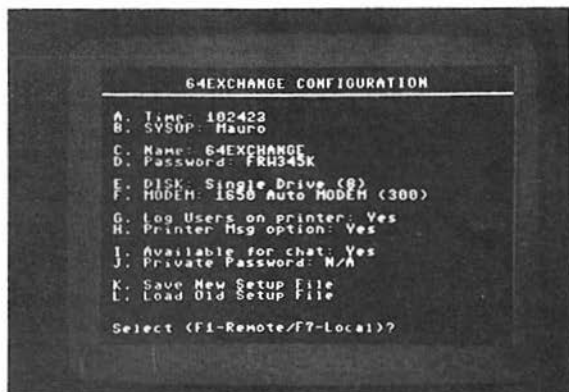 64EXCHANGE CONFIGURATION
A. Time: 102423
B. SYSOP: Mauro
C. Name: 64EXCHANGE
D. Password: FRW345K
E. DISK: Single Drive (8)
F. MODEM: 1650 Auto MODEM (300)
G. Log Users on printer: Yes
H. Printer Msg option: Yes
I. Available for chat: Yes
J. Private Password: N/A
K. Save New Setup File
L. Load Old Setup File
Select (F1-Remote/F7-Local)?